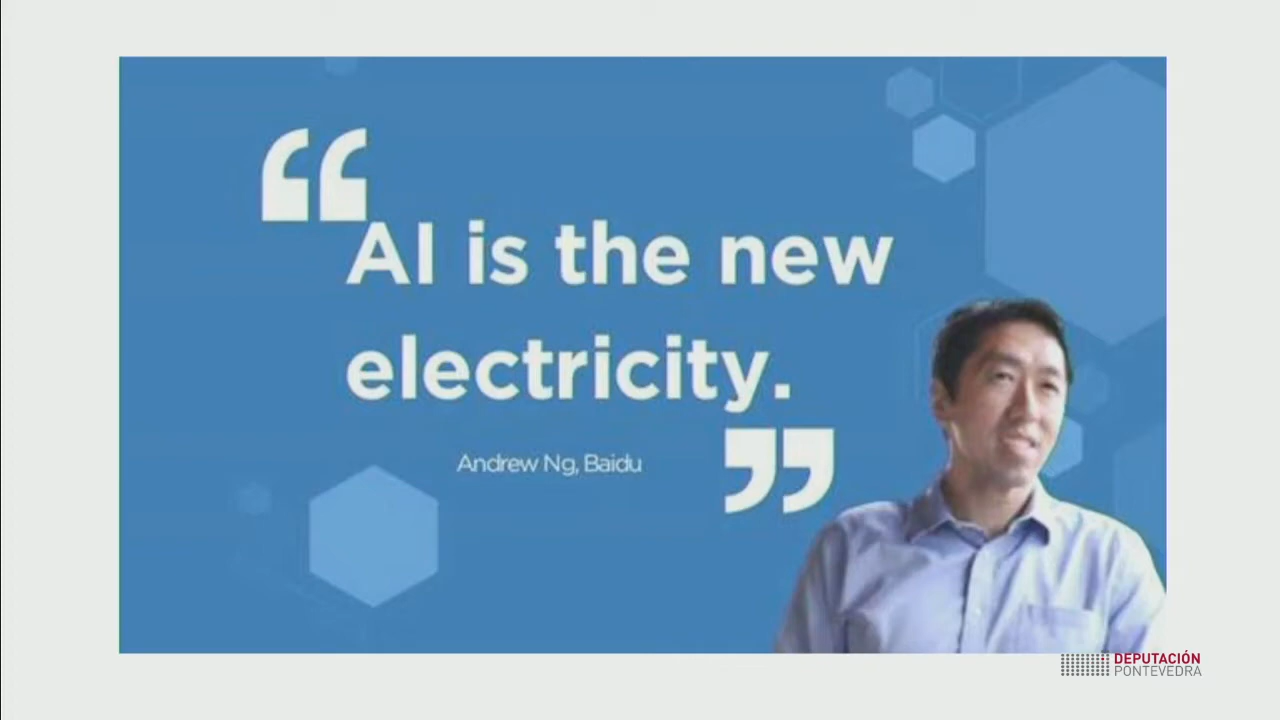 “AI is the new
electricity.”
Andrew Ng, Baidu
DEPUTACIÓN
PONTEVEDRA